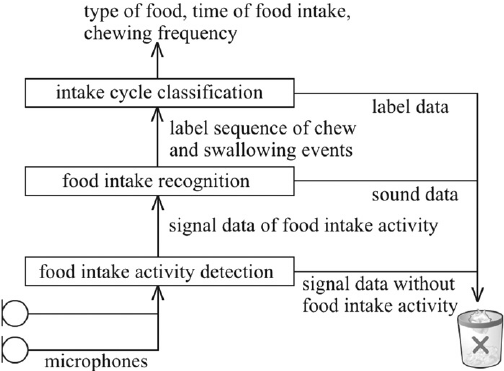 type of food, time of food intake,
chewing frequency
intake cycle classification
label data
label sequence of chew
and swallowing events
food intake recognition
sound data
signal data of food intake activity
food intake activity detection
signal data without
food intake activity
microphones